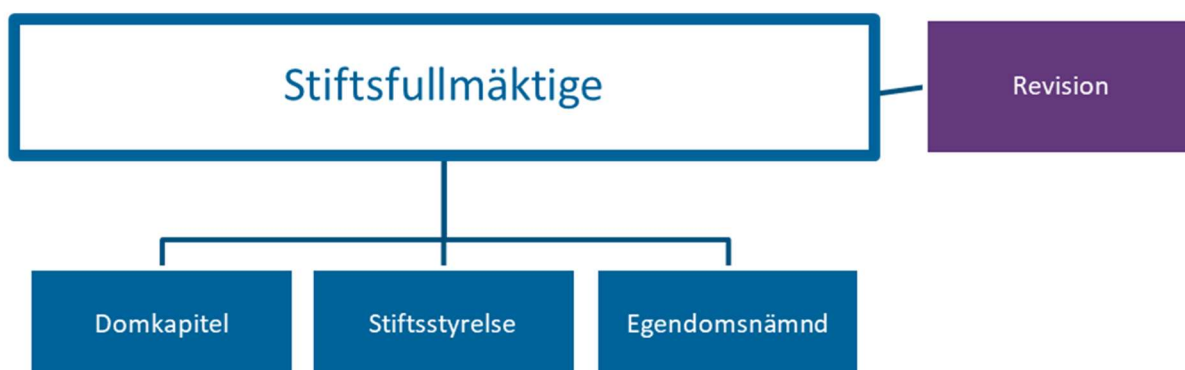 Stiftsfullmäktige
Revision
Domkapitel
Stiftsstyrelse
Egendomsnämnd